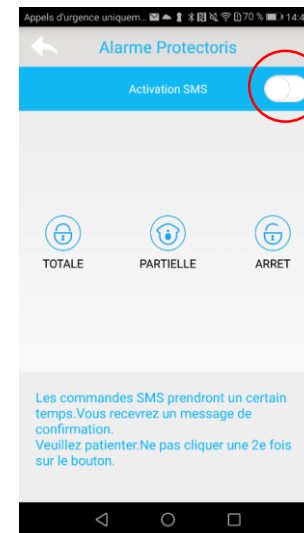 Appels d'urgence uniquem... 70 % 14:4
Alarme Protectoris
Activation SMS
TOTALE PARTIELLE ARRET
Les commandes SMS prendront un certain
temps.Vous recevrez un message de
confirmation.
Veuillez patienter.Ne pas cliquer une 2e fois
sur le bouton.